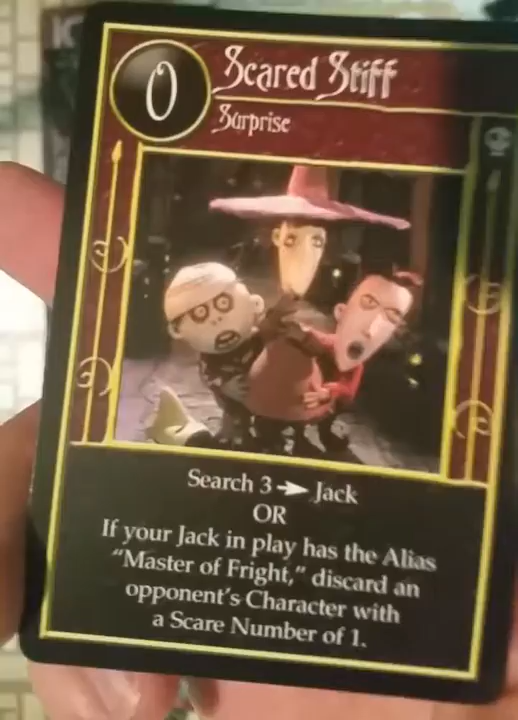 0
Scared Stiff
Surprise
Search 3 → Jack
OR
If your Jack in play has the Alias
“Master of Fright,” discard an
opponent's Character with
a Scare Number of 1.